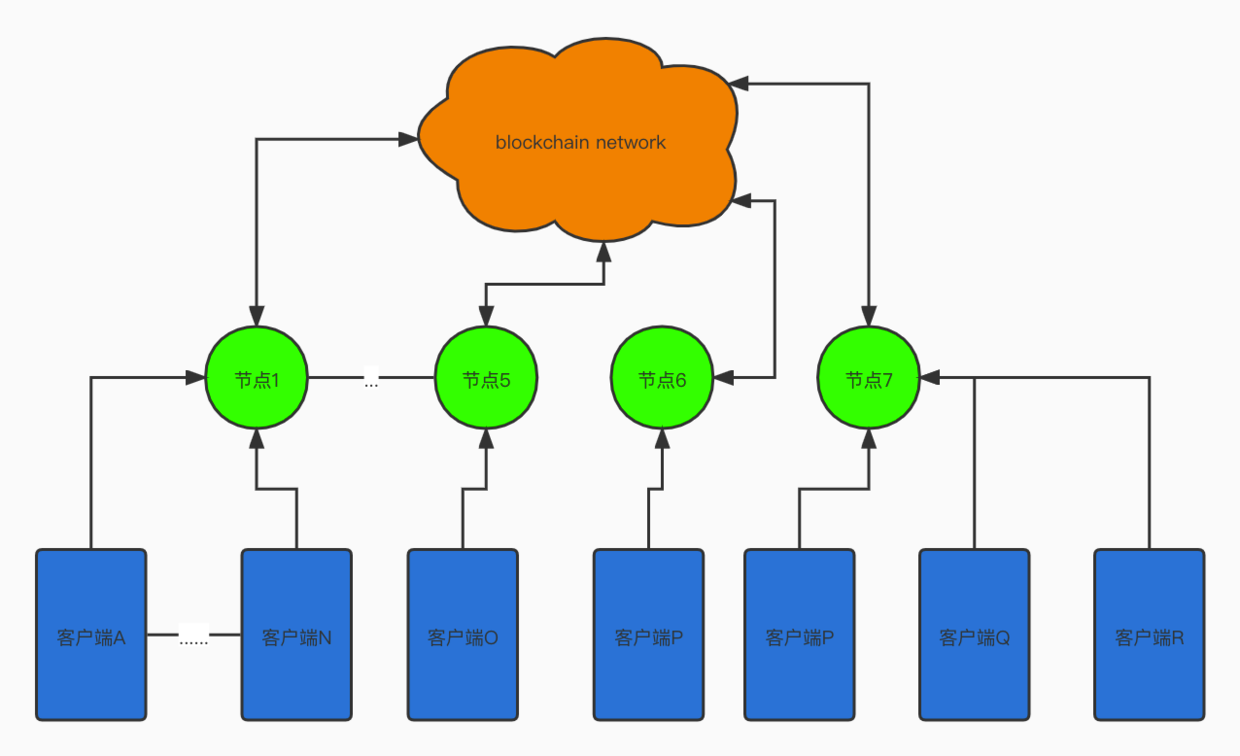 blockchain network
节点1
...
节点5
节点6
节点7
客户端A
......
客户端N
客户端O
客户端P
客户端P
客户端Q
客户端R